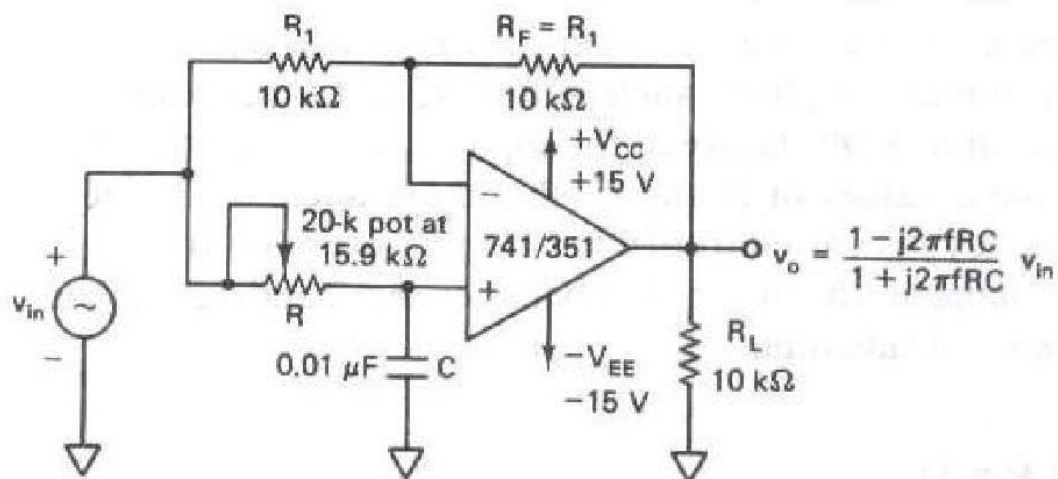 R1
RF = R1
10 kΩ
10 kΩ
+VCC
+15 V
−
20-k pot at
15.9 kΩ
741/351
vo = 1 − j2πfRC / 1 + j2πfRC vin
+
vin
−
R
+
0.01 μF
C
−VEE
−15 V
RL
10 kΩ